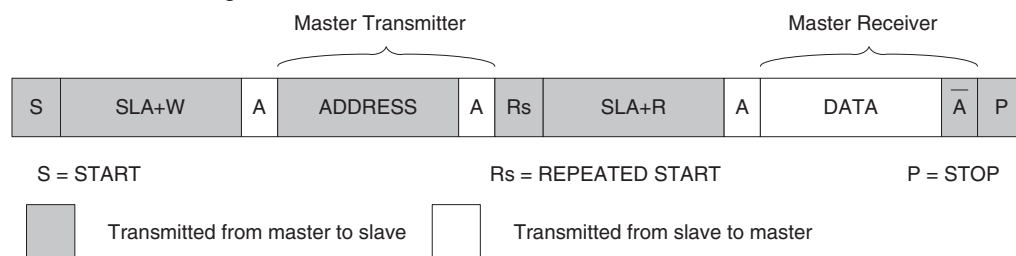 Master Transmitter Master Receiver
S SLA+W A ADDRESS A Rs SLA+R A DATA A̅ P
S = START Rs = REPEATED START P = STOP
Transmitted from master to slave Transmitted from slave to master